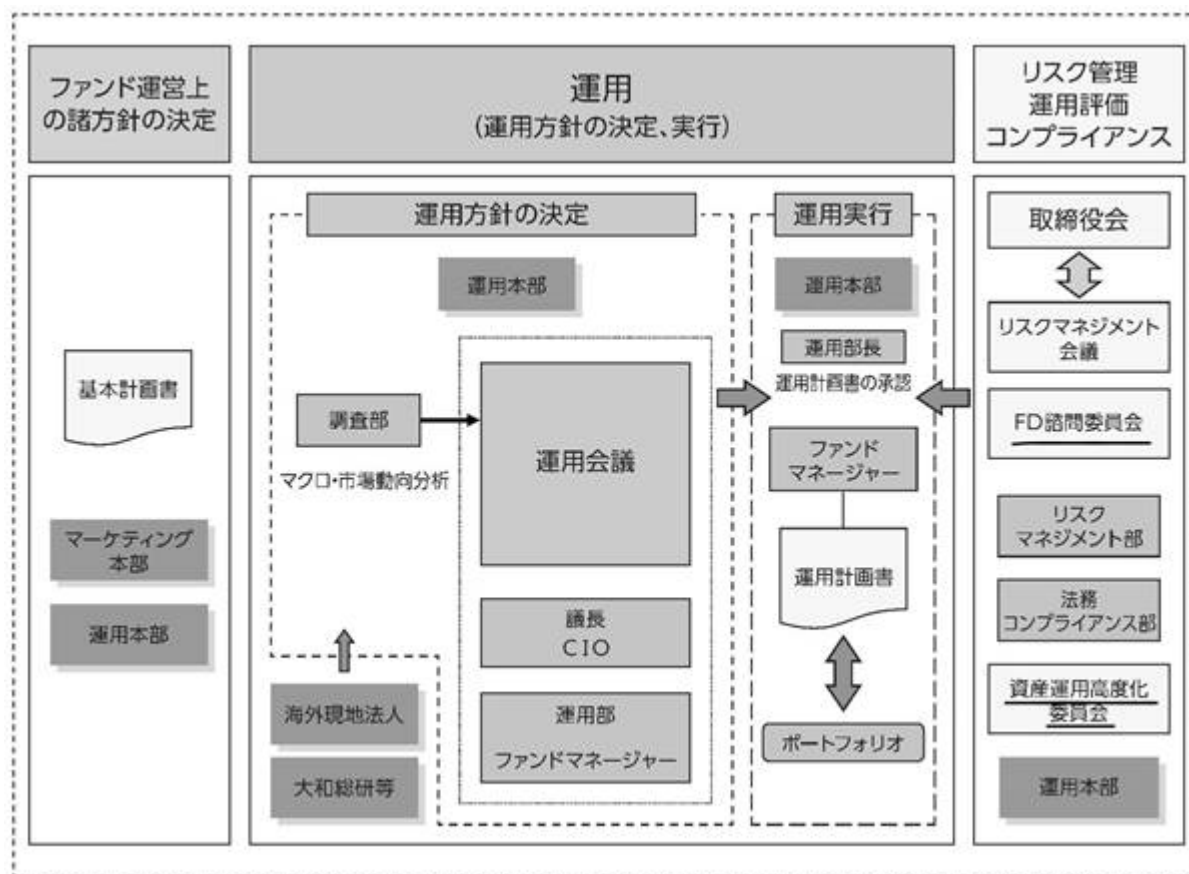 ファンド運営上
の諸方針の決定
基本計画書
マーケティング
本部
運用本部
運用
(運用方針の決定、実行)
運用方針の決定
運用本部
調査部
マクロ・市場動向分析
運用会議
議長
CIO
運用部
ファンドマネージャー
海外現地法人
大和総研等
運用実行
運用本部
運用部長
運用計画書の承認
ファンド
マネージャー
運用計画書
ポートフォリオ
リスク管理
運用評価
コンプライアンス
取締役会
リスクマネジメント
会議
FD諮問委員会
リスク
マネジメント部
法務
コンプライアンス部
資産運用高度化
委員会
運用本部